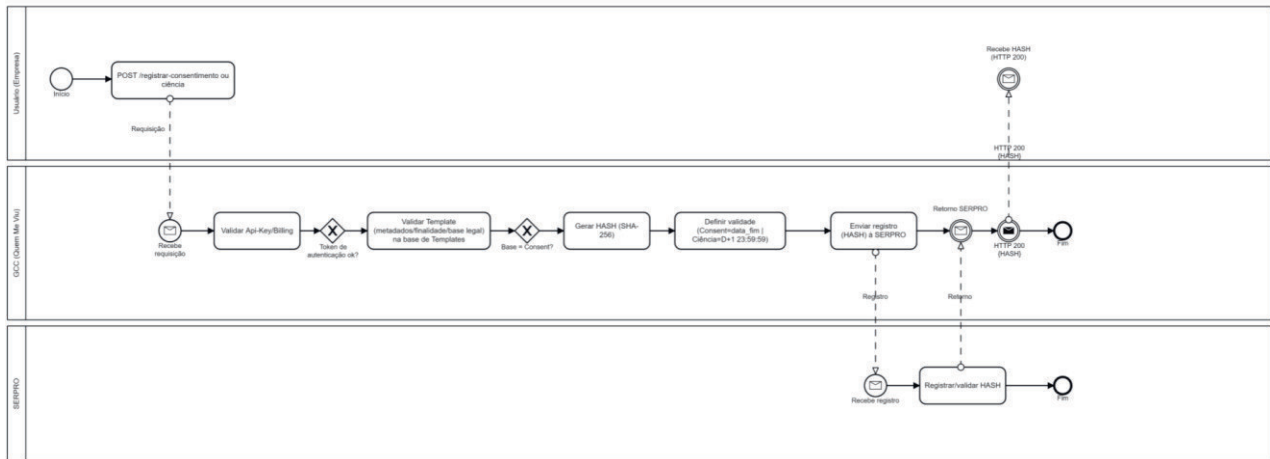 Usuário (Empresa)
Início
POST /registrar-consentimento ou
ciência
Requisição
Recebe HASH
(HTTP 200)
HTTP 200
{HASH}
GCC (Quem Me Viu)
Recebe
requisição
Validar Api-Key/Billing
Token de
autenticação ok?
Validar Template
(metadados/finalidade/base legal)
na base de Templates
Base = Consent?
Gerar HASH (SHA-
256)
Definir validade
(Consent=data_fim |
Ciência=D+1 23:59:59)
Enviar registro
(HASH) à SERPRO
Retorno SERPRO
HTTP 200
{HASH}
Fim
Registro
Retorno
SERPRO
Recebe registro
Registrar/validar HASH
Fim